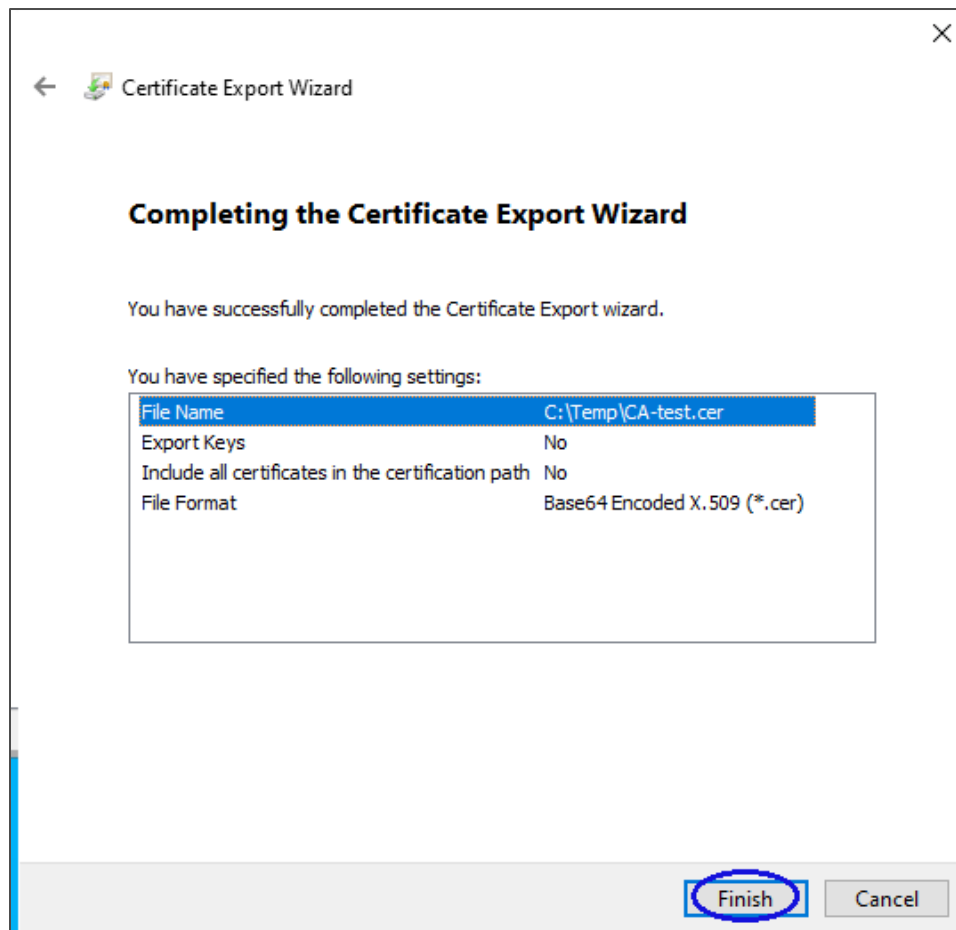 Certificate Export Wizard
Completing the Certificate Export Wizard
You have successfully completed the Certificate Export wizard.
You have specified the following settings:
File Name C:\Temp\CA-test.cer
Export Keys No
Include all certificates in the certification path No
File Format Base64 Encoded X.509 (*.cer)
Finish Cancel